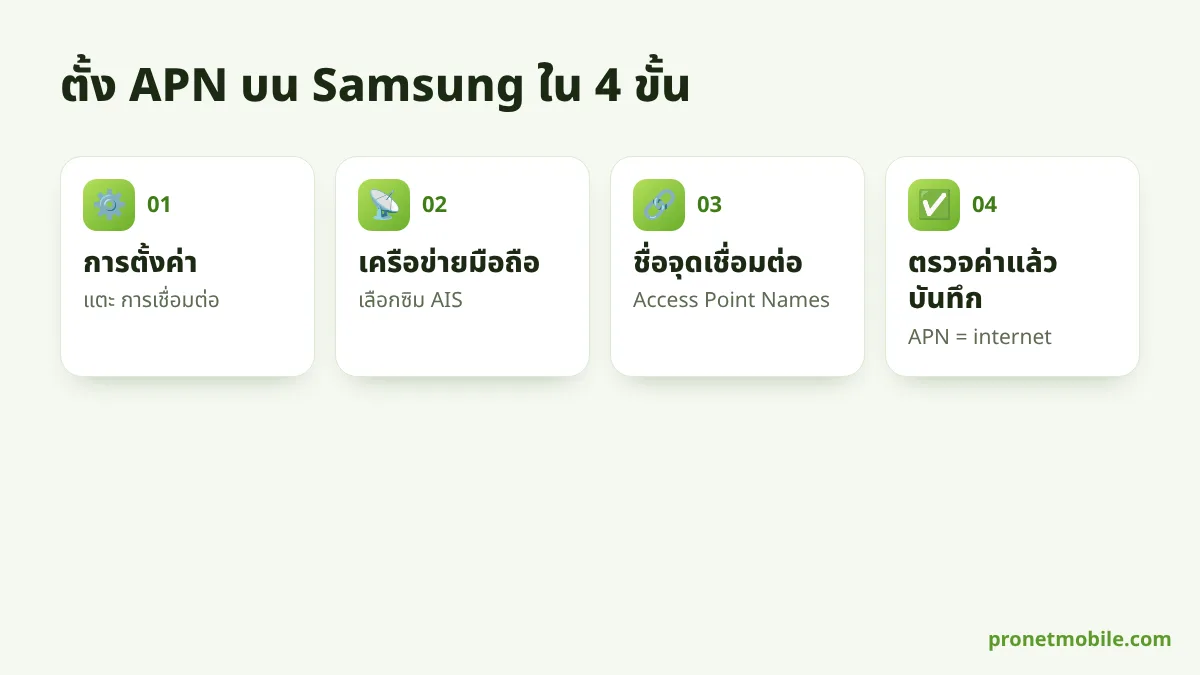 ตั้ง APN บน Samsung ใน 4 ขั้น
01
การตั้งค่า
แตะ การเชื่อมต่อ
02
เครือข่ายมือถือ
เลือกซิม AIS
03
ชื่อจุดเชื่อมต่อ
Access Point Names
04
ตรวจค่าแล้ว
บันทึก
APN = internet
pronetmobile.com